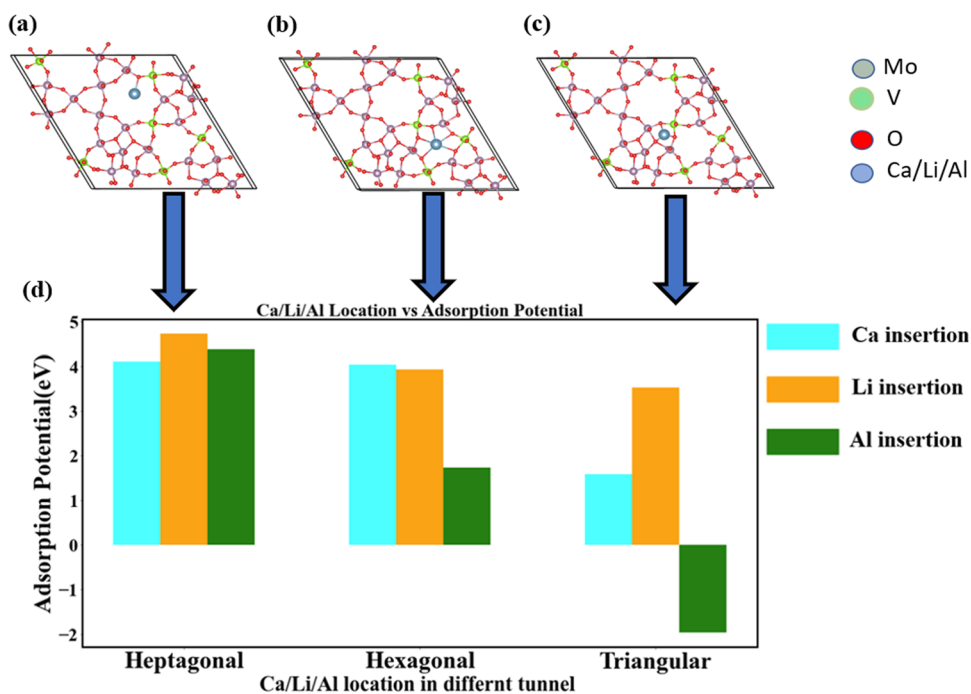 (a)
(b)
(c)
Mo
V
O
Ca/Li/Al
(d)
Ca/Li/Al Location vs Adsorption Potential
Adsorption Potential(eV)
5
4
3
2
1
0
−1
−2
Heptagonal
Hexagonal
Triangular
Ca/Li/Al location in differnt tunnel
Ca insertion
Li insertion
Al insertion